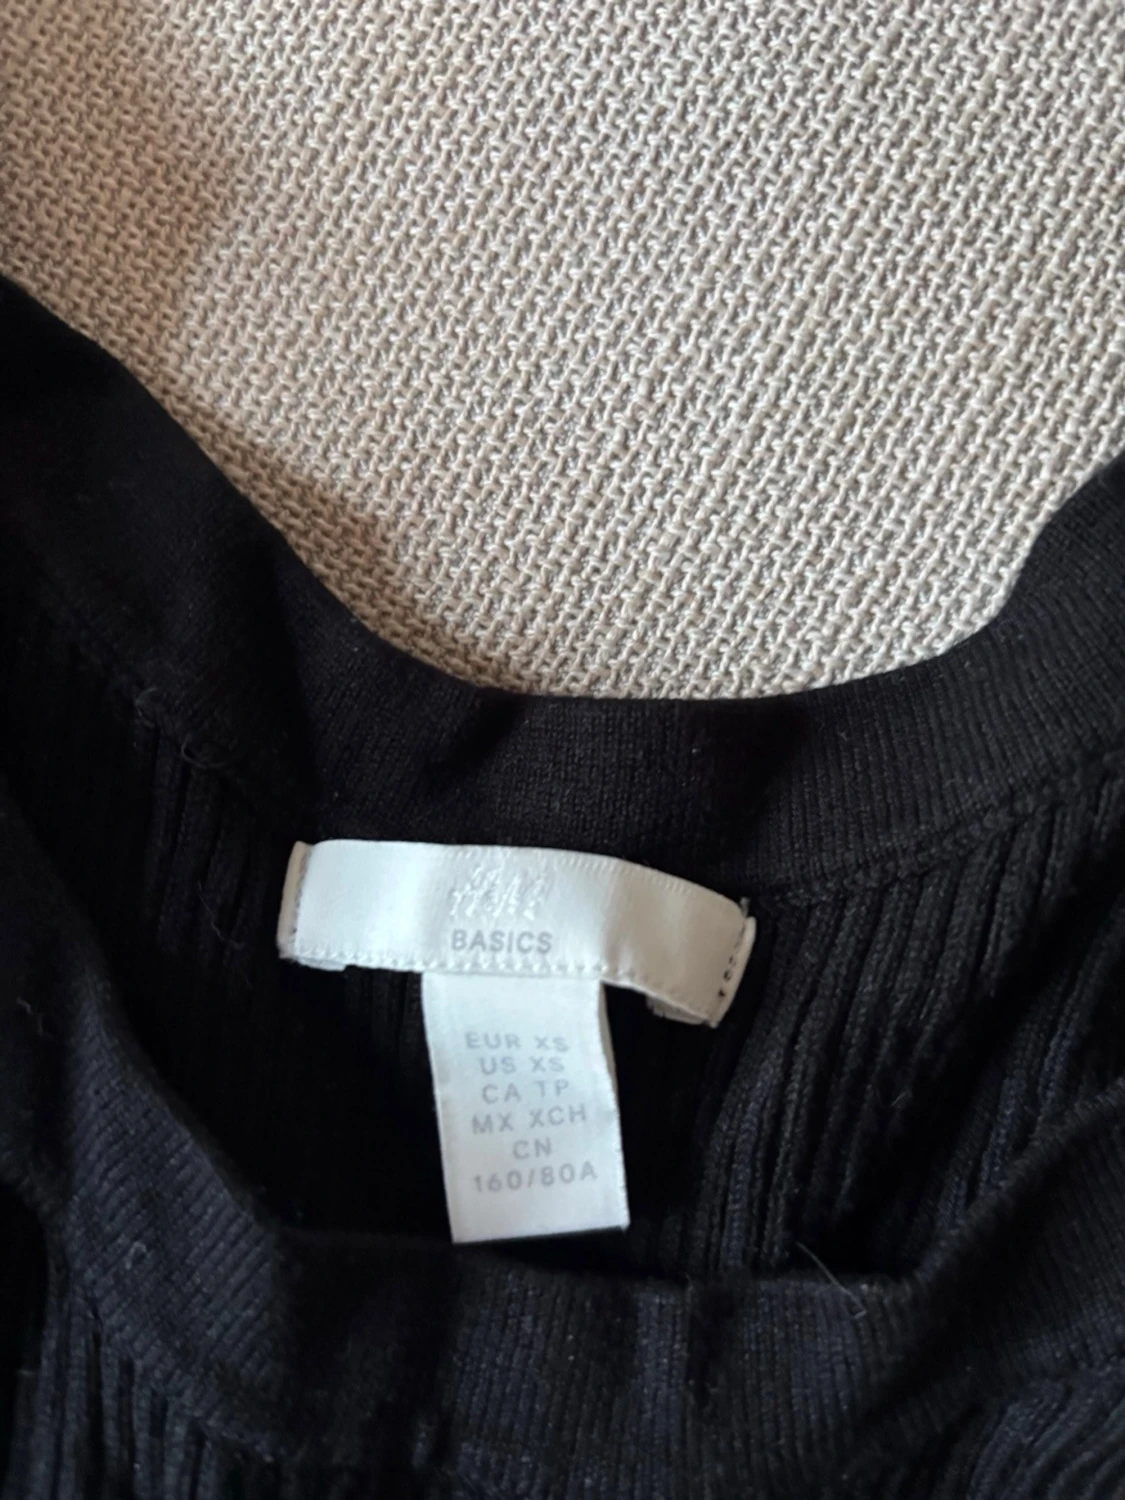 H&M
BASICS
EUR XS
US XS
CA TP
MX XCH
CN
160/80A